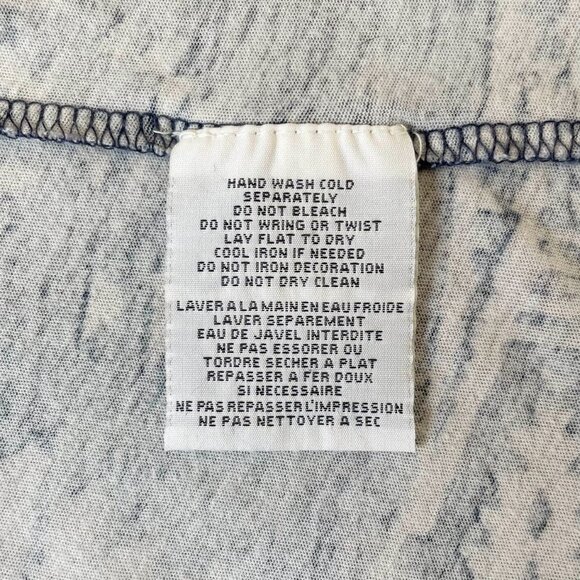 HAND WASH COLD
SEPARATELY
DO NOT BLEACH
DO NOT WRING OR TWIST
LAY FLAT TO DRY
COOL IRON IF NEEDED
DO NOT IRON DECORATION
DO NOT DRY CLEAN
LAVER A LA MAIN EN EAU FROIDE
LAVER SEPAREMENT
EAU DE JAVEL INTERDITE
NE PAS ESSORER OU
TORDRE SECHER A PLAT
REPASSER A FER DOUX
SI NECESSAIRE
NE PAS REPASSER L'IMPRESSION
NE PAS NETTOYER A SEC